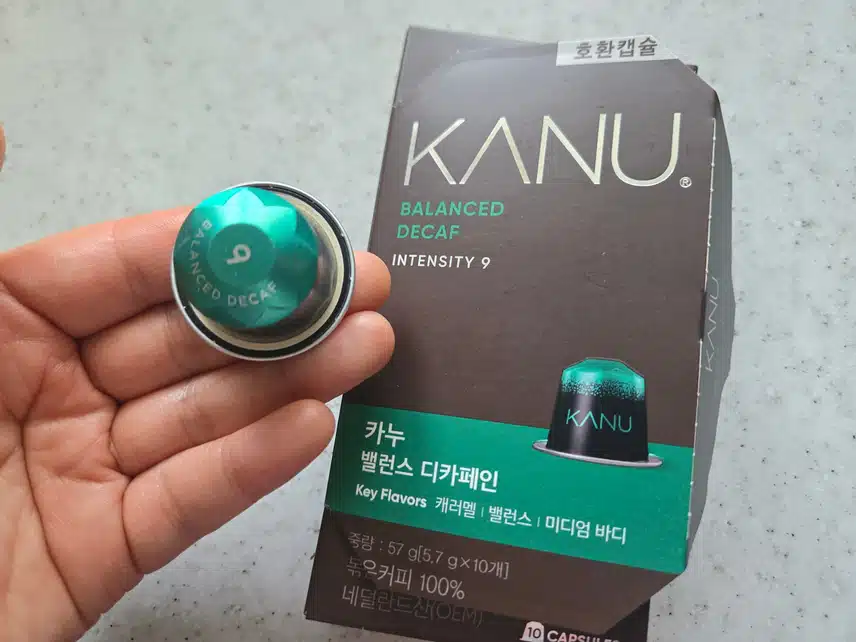 호환캡슐
KANU®
BALANCED
DECAF
INTENSITY 9
9
BALANCED DECAF
KANU
KANU
카누
밸런스 디카페인
Key Flavors 캐러멜 | 밸런스 | 미디엄 바디
중량 : 57 g[5.7 g×10개]
볶은커피 100%
네덜란드산(OEM)
10 CAPSULES